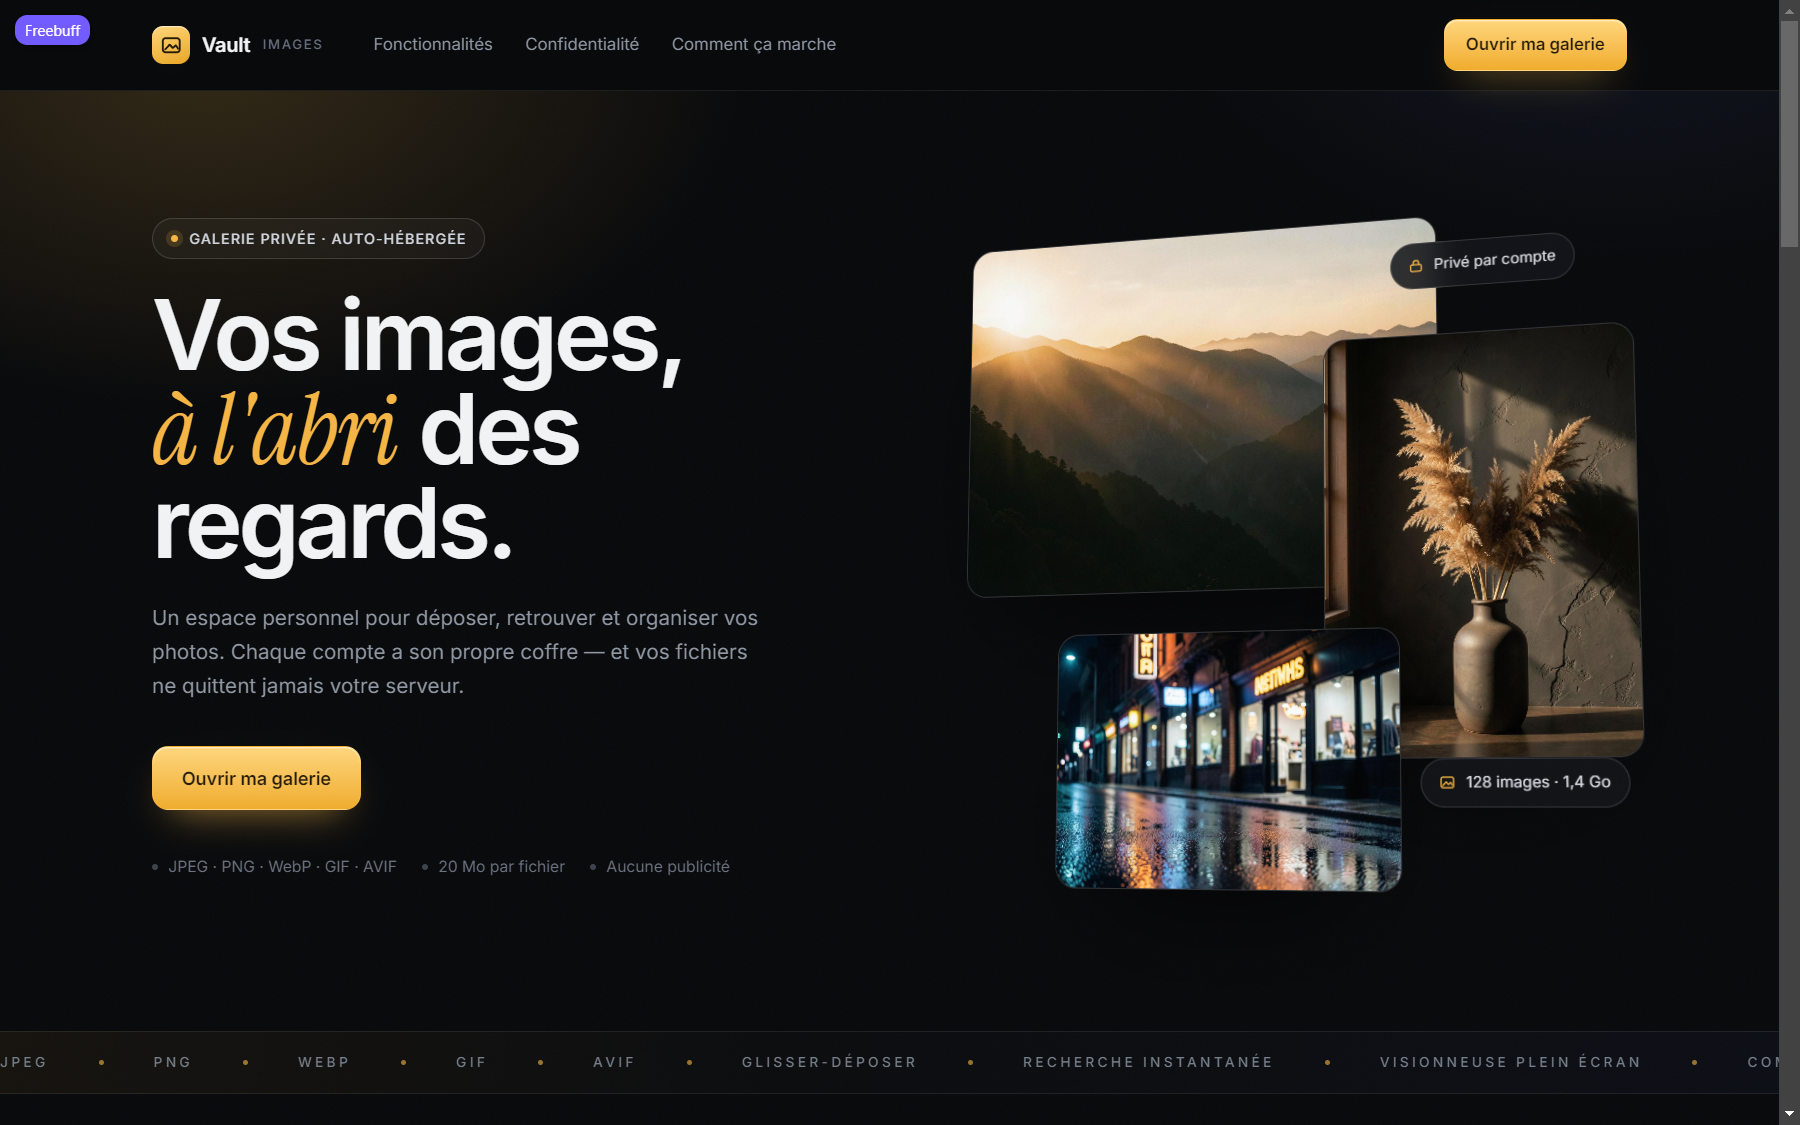 Freebuff
Vault IMAGES
Fonctionnalités
Confidentialité
Comment ça marche
Ouvrir ma galerie
GALERIE PRIVÉE · AUTO-HÉBERGÉE
Vos images,
à l'abri des
regards.
Un espace personnel pour déposer, retrouver et organiser vos
photos. Chaque compte a son propre coffre — et vos fichiers
ne quittent jamais votre serveur.
Ouvrir ma galerie
JPEG · PNG · WebP · GIF · AVIF
20 Mo par fichier
Aucune publicité
Privé par compte
128 images · 1,4 Go
JPEG • PNG • WEBP • GIF • AVIF • GLISSER-DÉPOSER • RECHERCHE INSTANTANÉE • VISIONNEUSE PLEIN ÉCRAN •